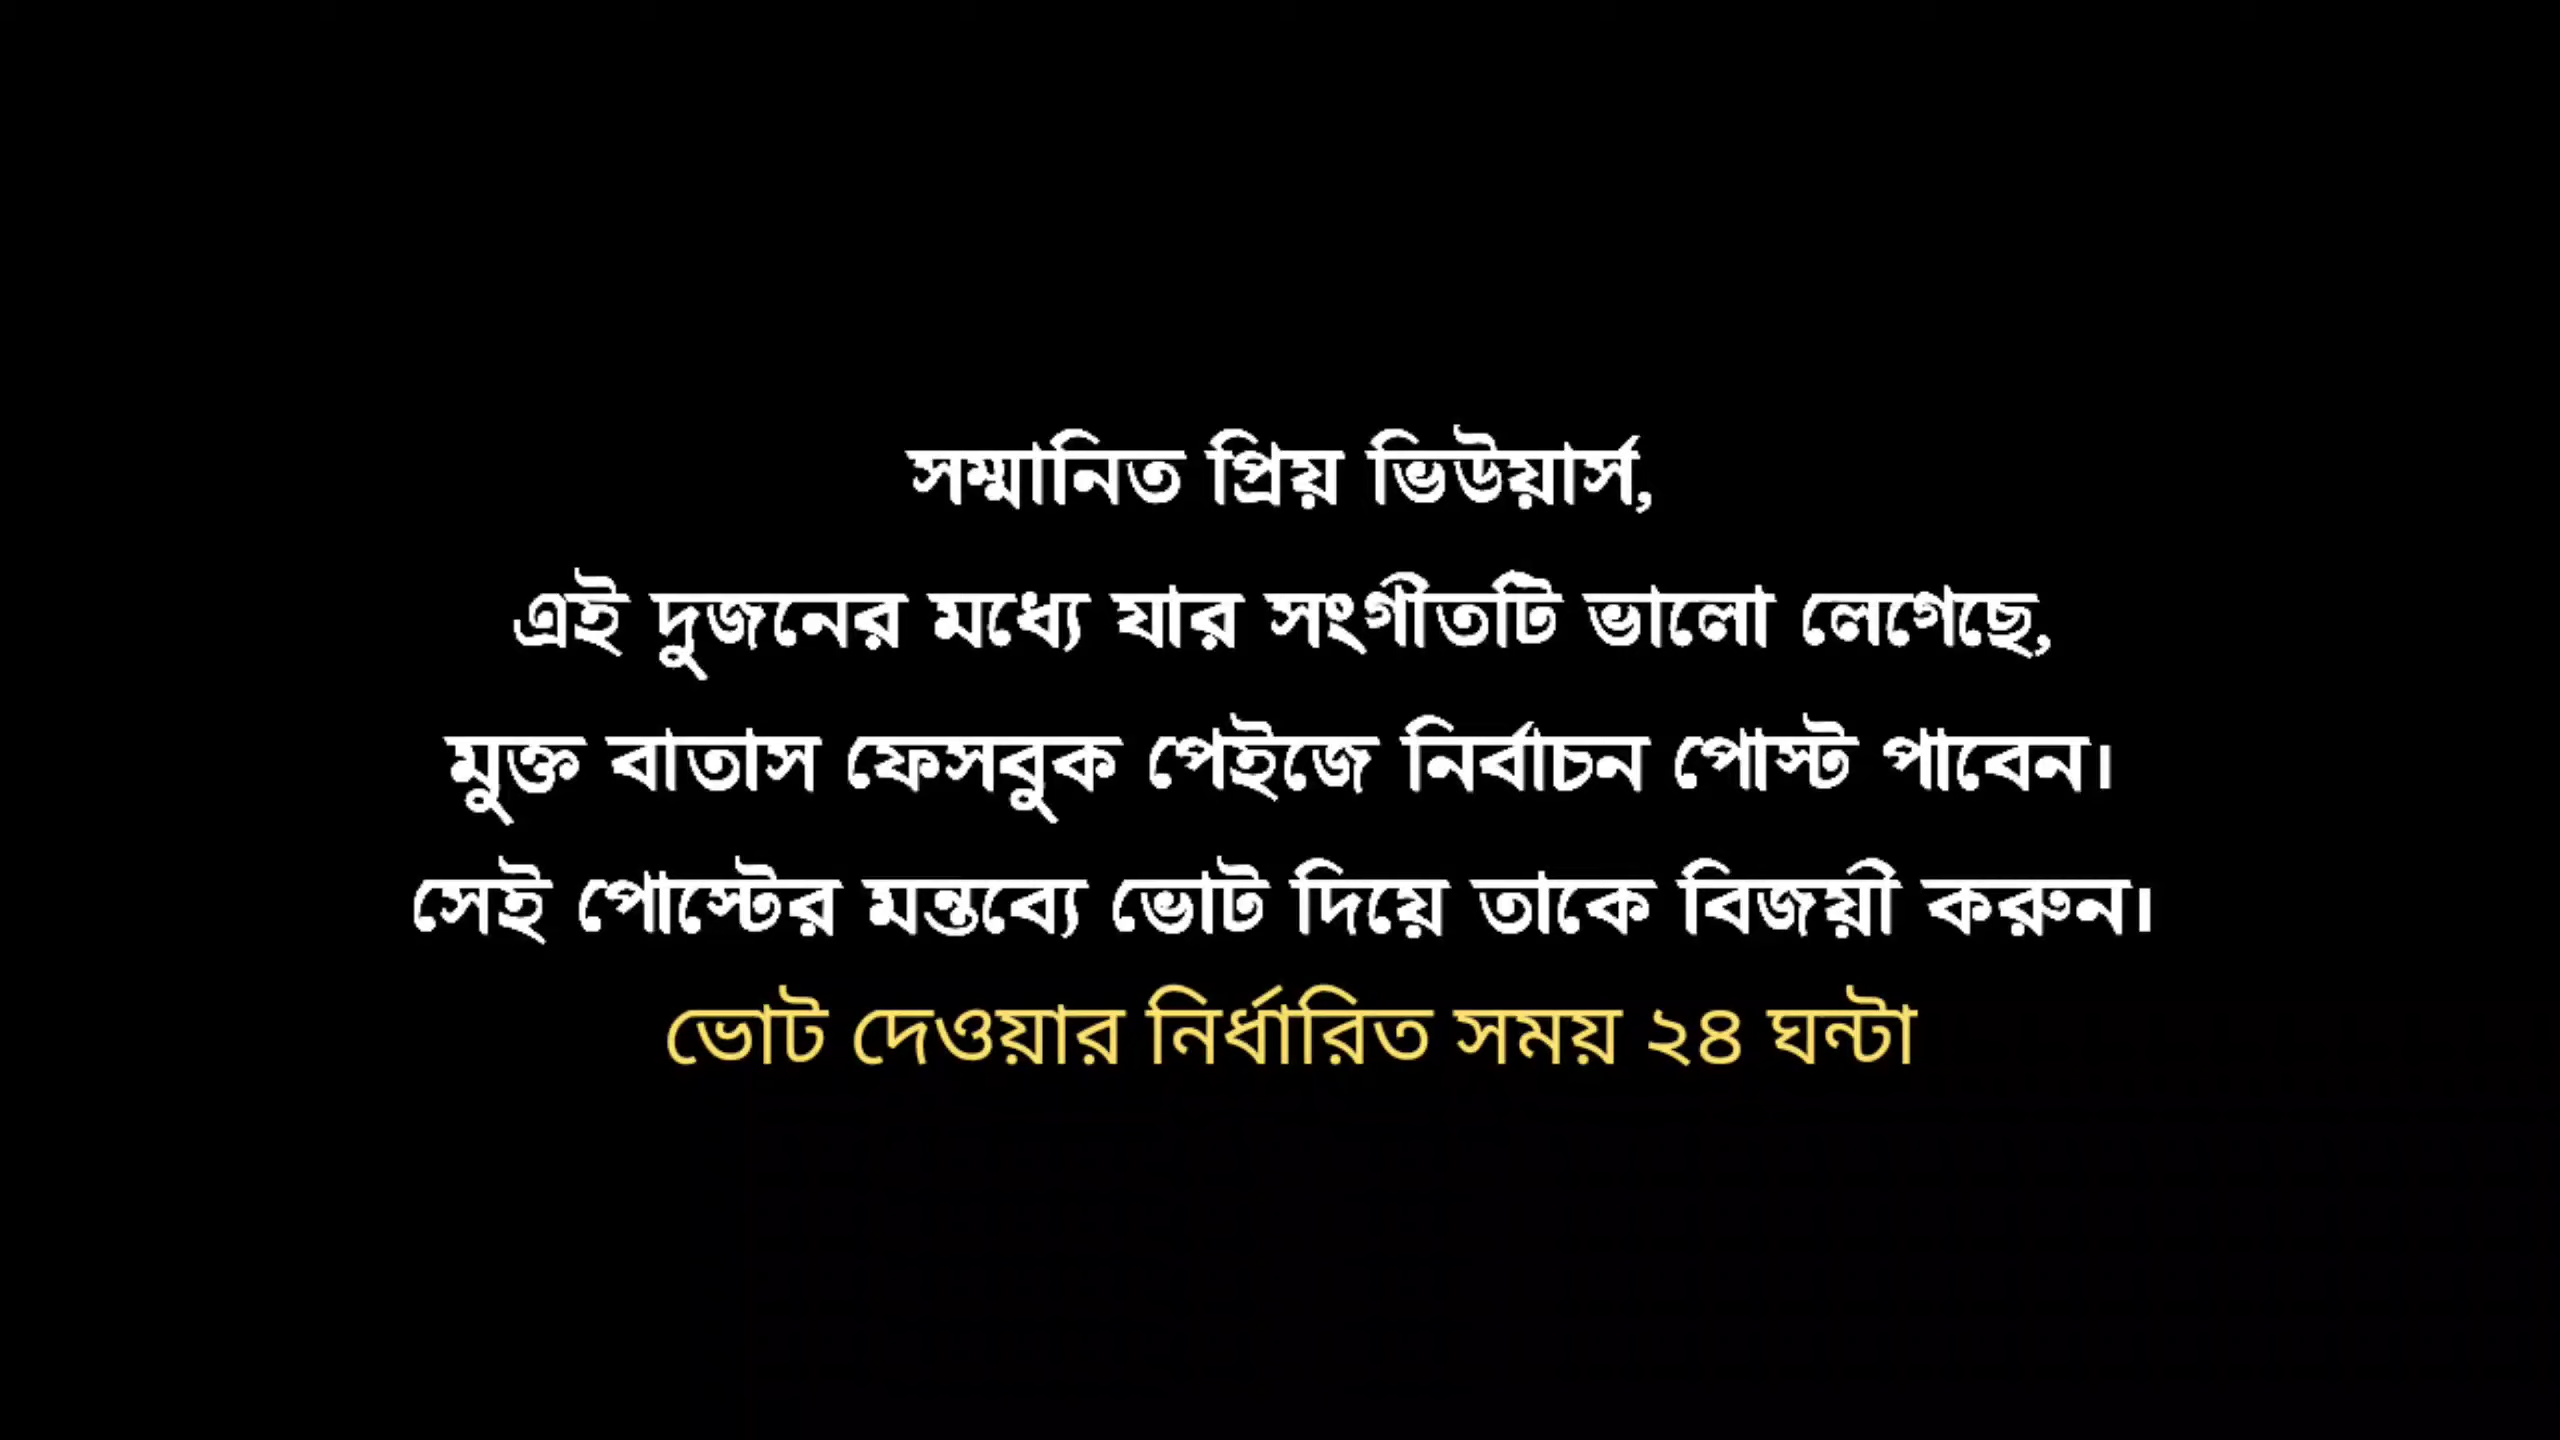 সম্মানিত প্রিয় ভিউয়ার্স,
এই দুজনের মধ্যে যার সংগীতটি ভালো লেগেছে,
মুক্ত বাতাস ফেসবুক পেইজে নির্বাচন পোস্ট পাবেন।
সেই পোস্টের মন্তব্যে ভোট দিয়ে তাকে বিজয়ী করুন।
ভোট দেওয়ার নির্ধারিত সময় ২৪ ঘন্টা